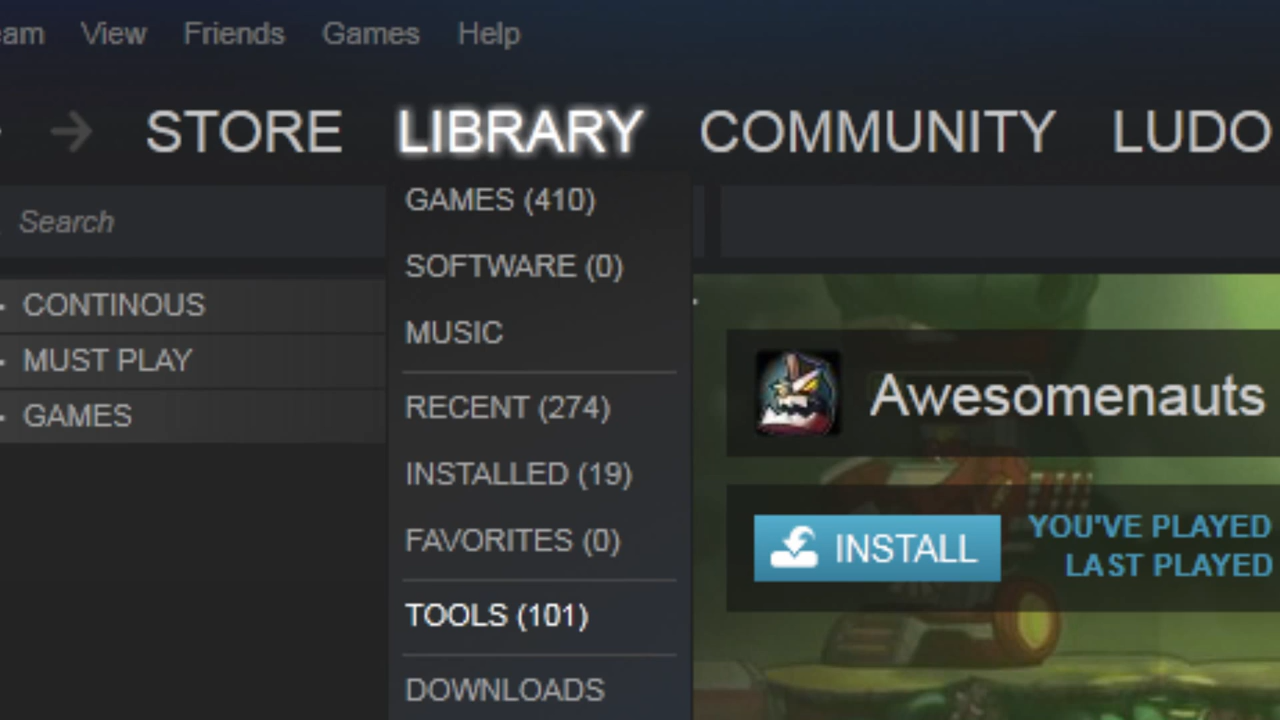 eam View Friends Games Help
STORE LIBRARY COMMUNITY LUDO
Search
CONTINOUS
MUST PLAY
GAMES
GAMES (410)
SOFTWARE (0)
MUSIC
RECENT (274)
INSTALLED (19)
FAVORITES (0)
TOOLS (101)
DOWNLOADS
Awesomenauts
INSTALL
YOU'VE PLAYED
LAST PLAYED